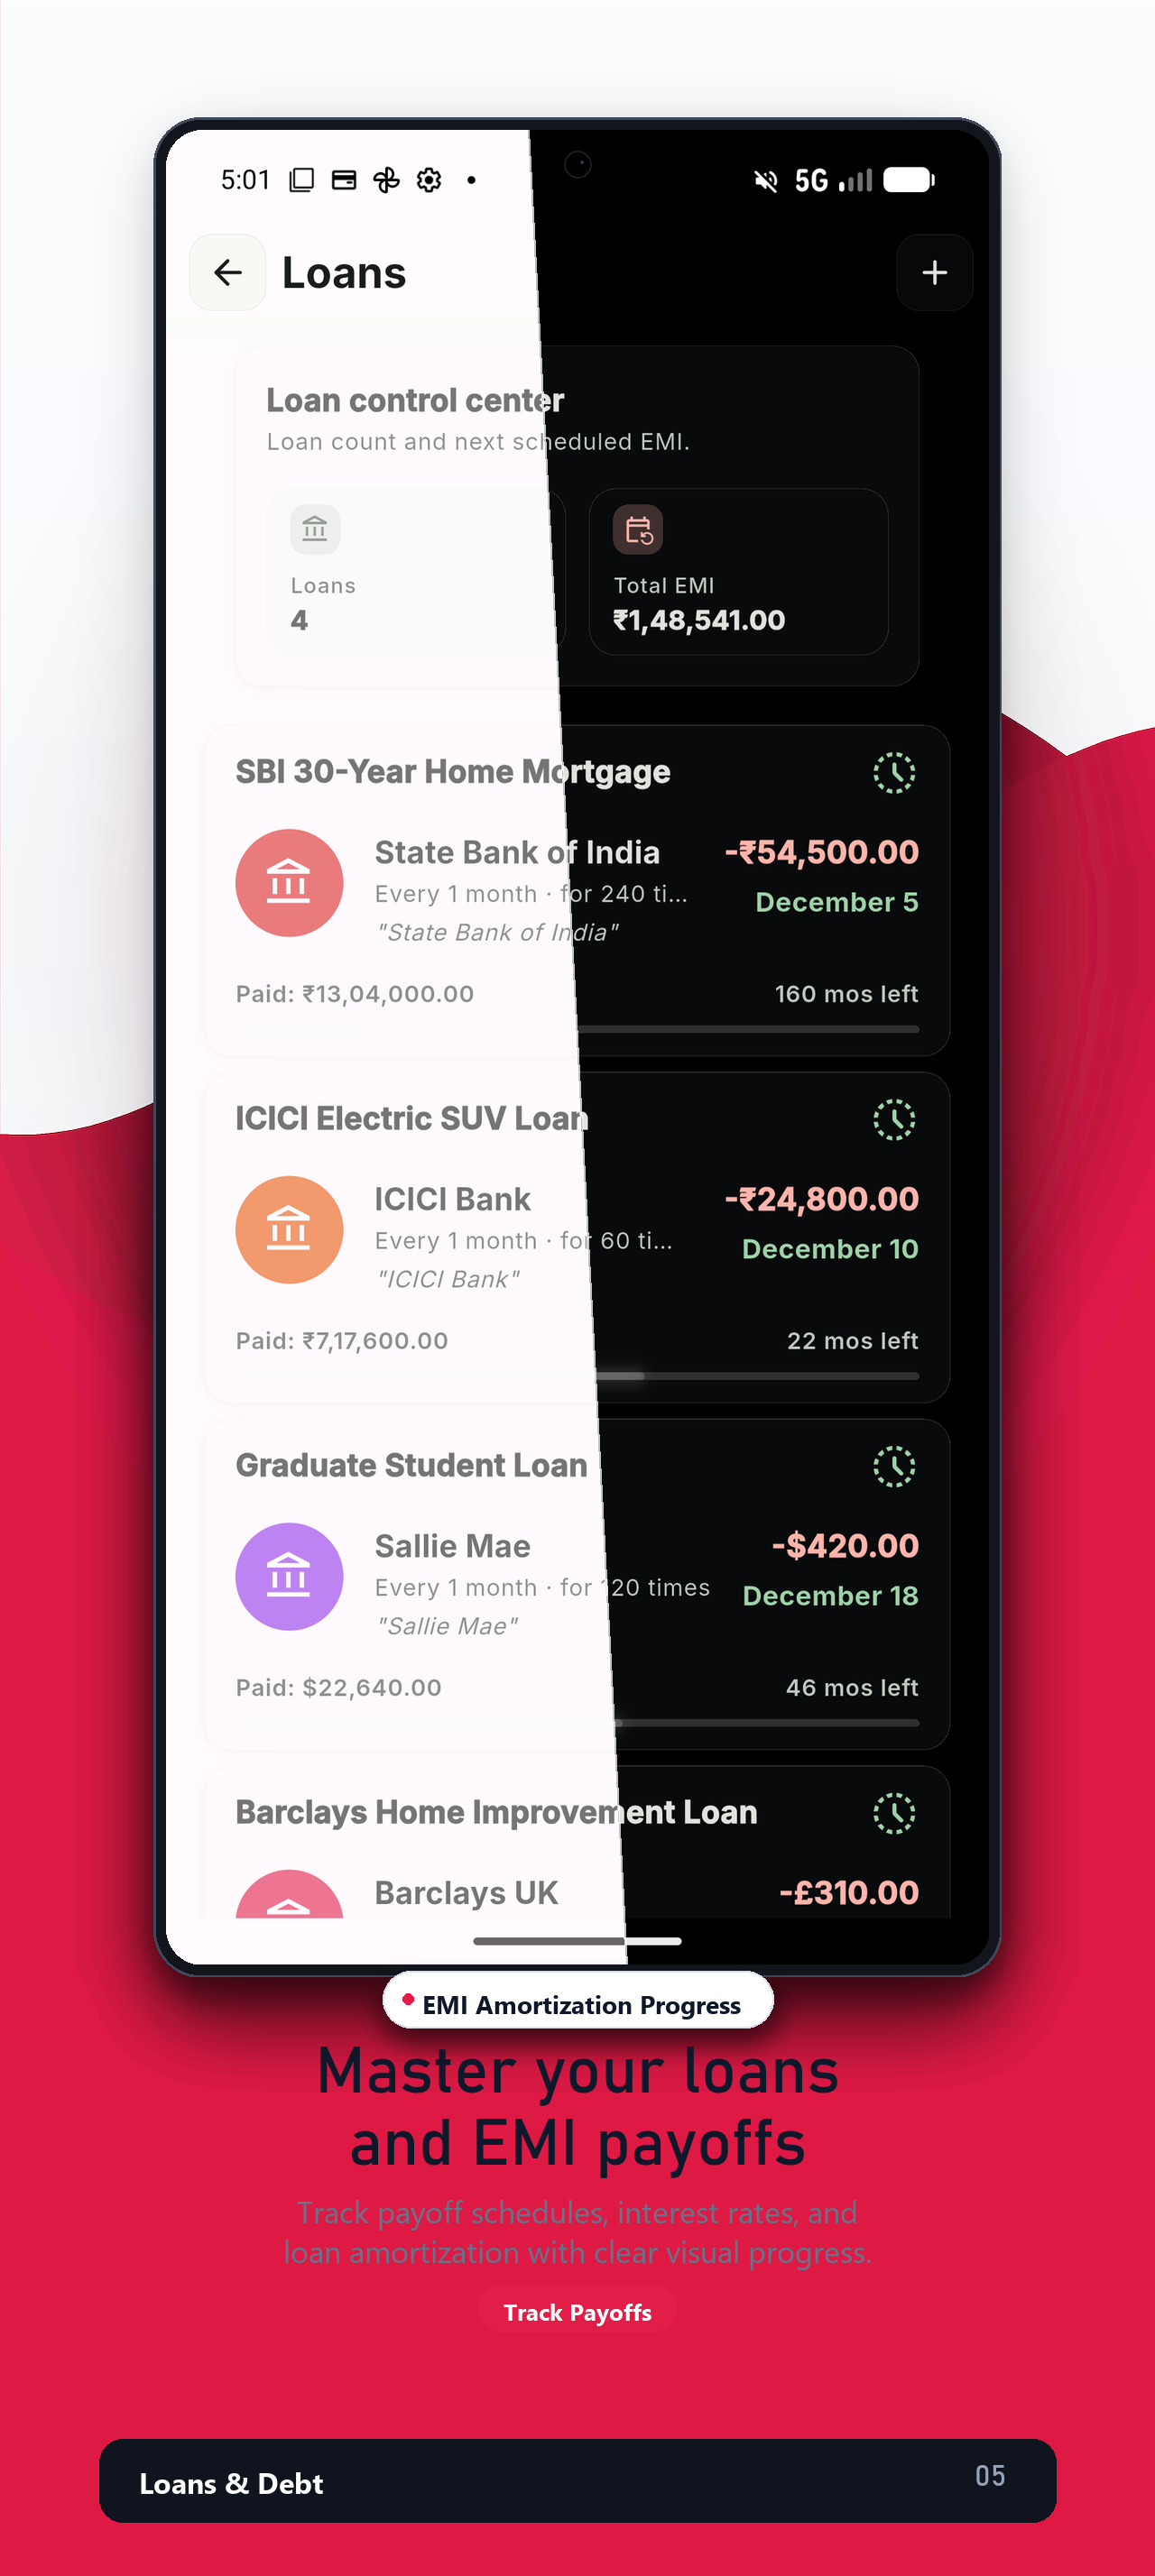 5:01
5G
Loans
Loan control center
Loan count and next scheduled EMI.
Loans
4
Total EMI
₹1,48,541.00
SBI 30-Year Home Mortgage
State Bank of India
-₹54,500.00
Every 1 month · for 240 ti...
December 5
"State Bank of India"
Paid: ₹13,04,000.00
160 mos left
ICICI Electric SUV Loan
ICICI Bank
-₹24,800.00
Every 1 month · for 60 ti...
December 10
"ICICI Bank"
Paid: ₹7,17,600.00
22 mos left
Graduate Student Loan
Sallie Mae
-$420.00
Every 1 month · for 120 times
December 18
"Sallie Mae"
Paid: $22,640.00
46 mos left
Barclays Home Improvement Loan
Barclays UK
-£310.00
EMI Amortization Progress
Master your loans
and EMI payoffs
Track payoff schedules, interest rates, and
loan amortization with clear visual progress.
Track Payoffs
Loans & Debt
05